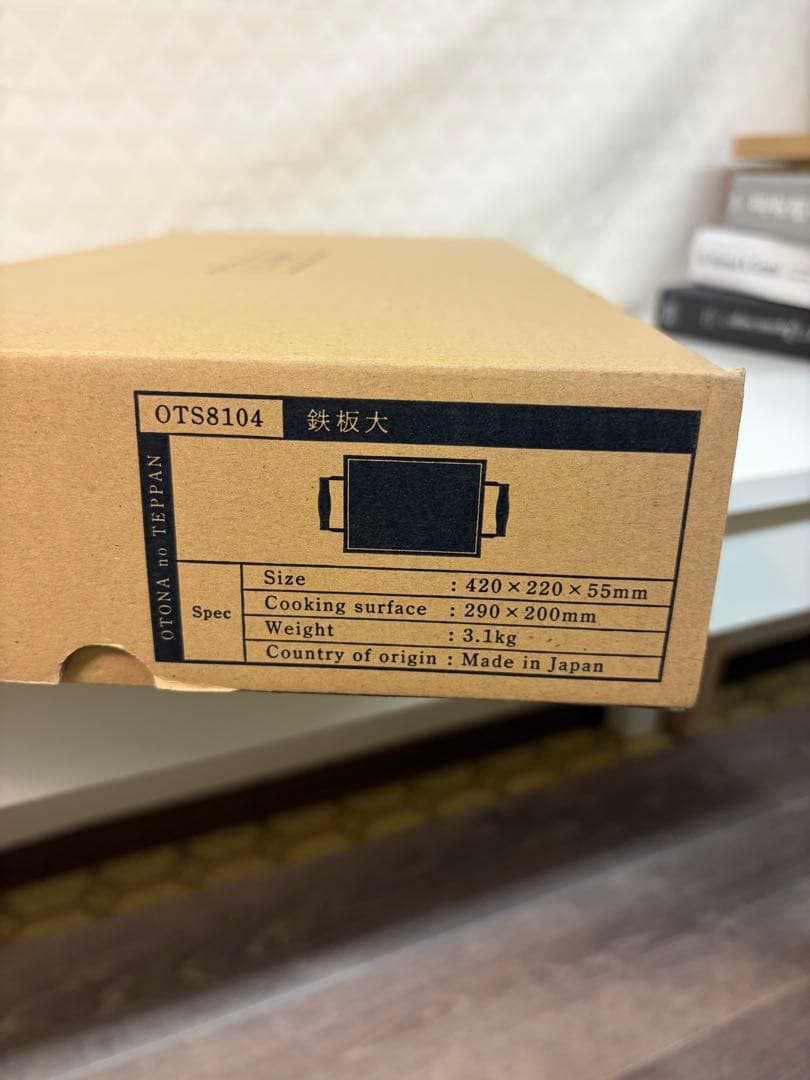 OTS8104 鉄板大
OTONA no TEPPAN
Spec
Size : 420×220×55mm
Cooking surface : 290×200mm
Weight : 3.1kg
Country of origin : Made in Japan